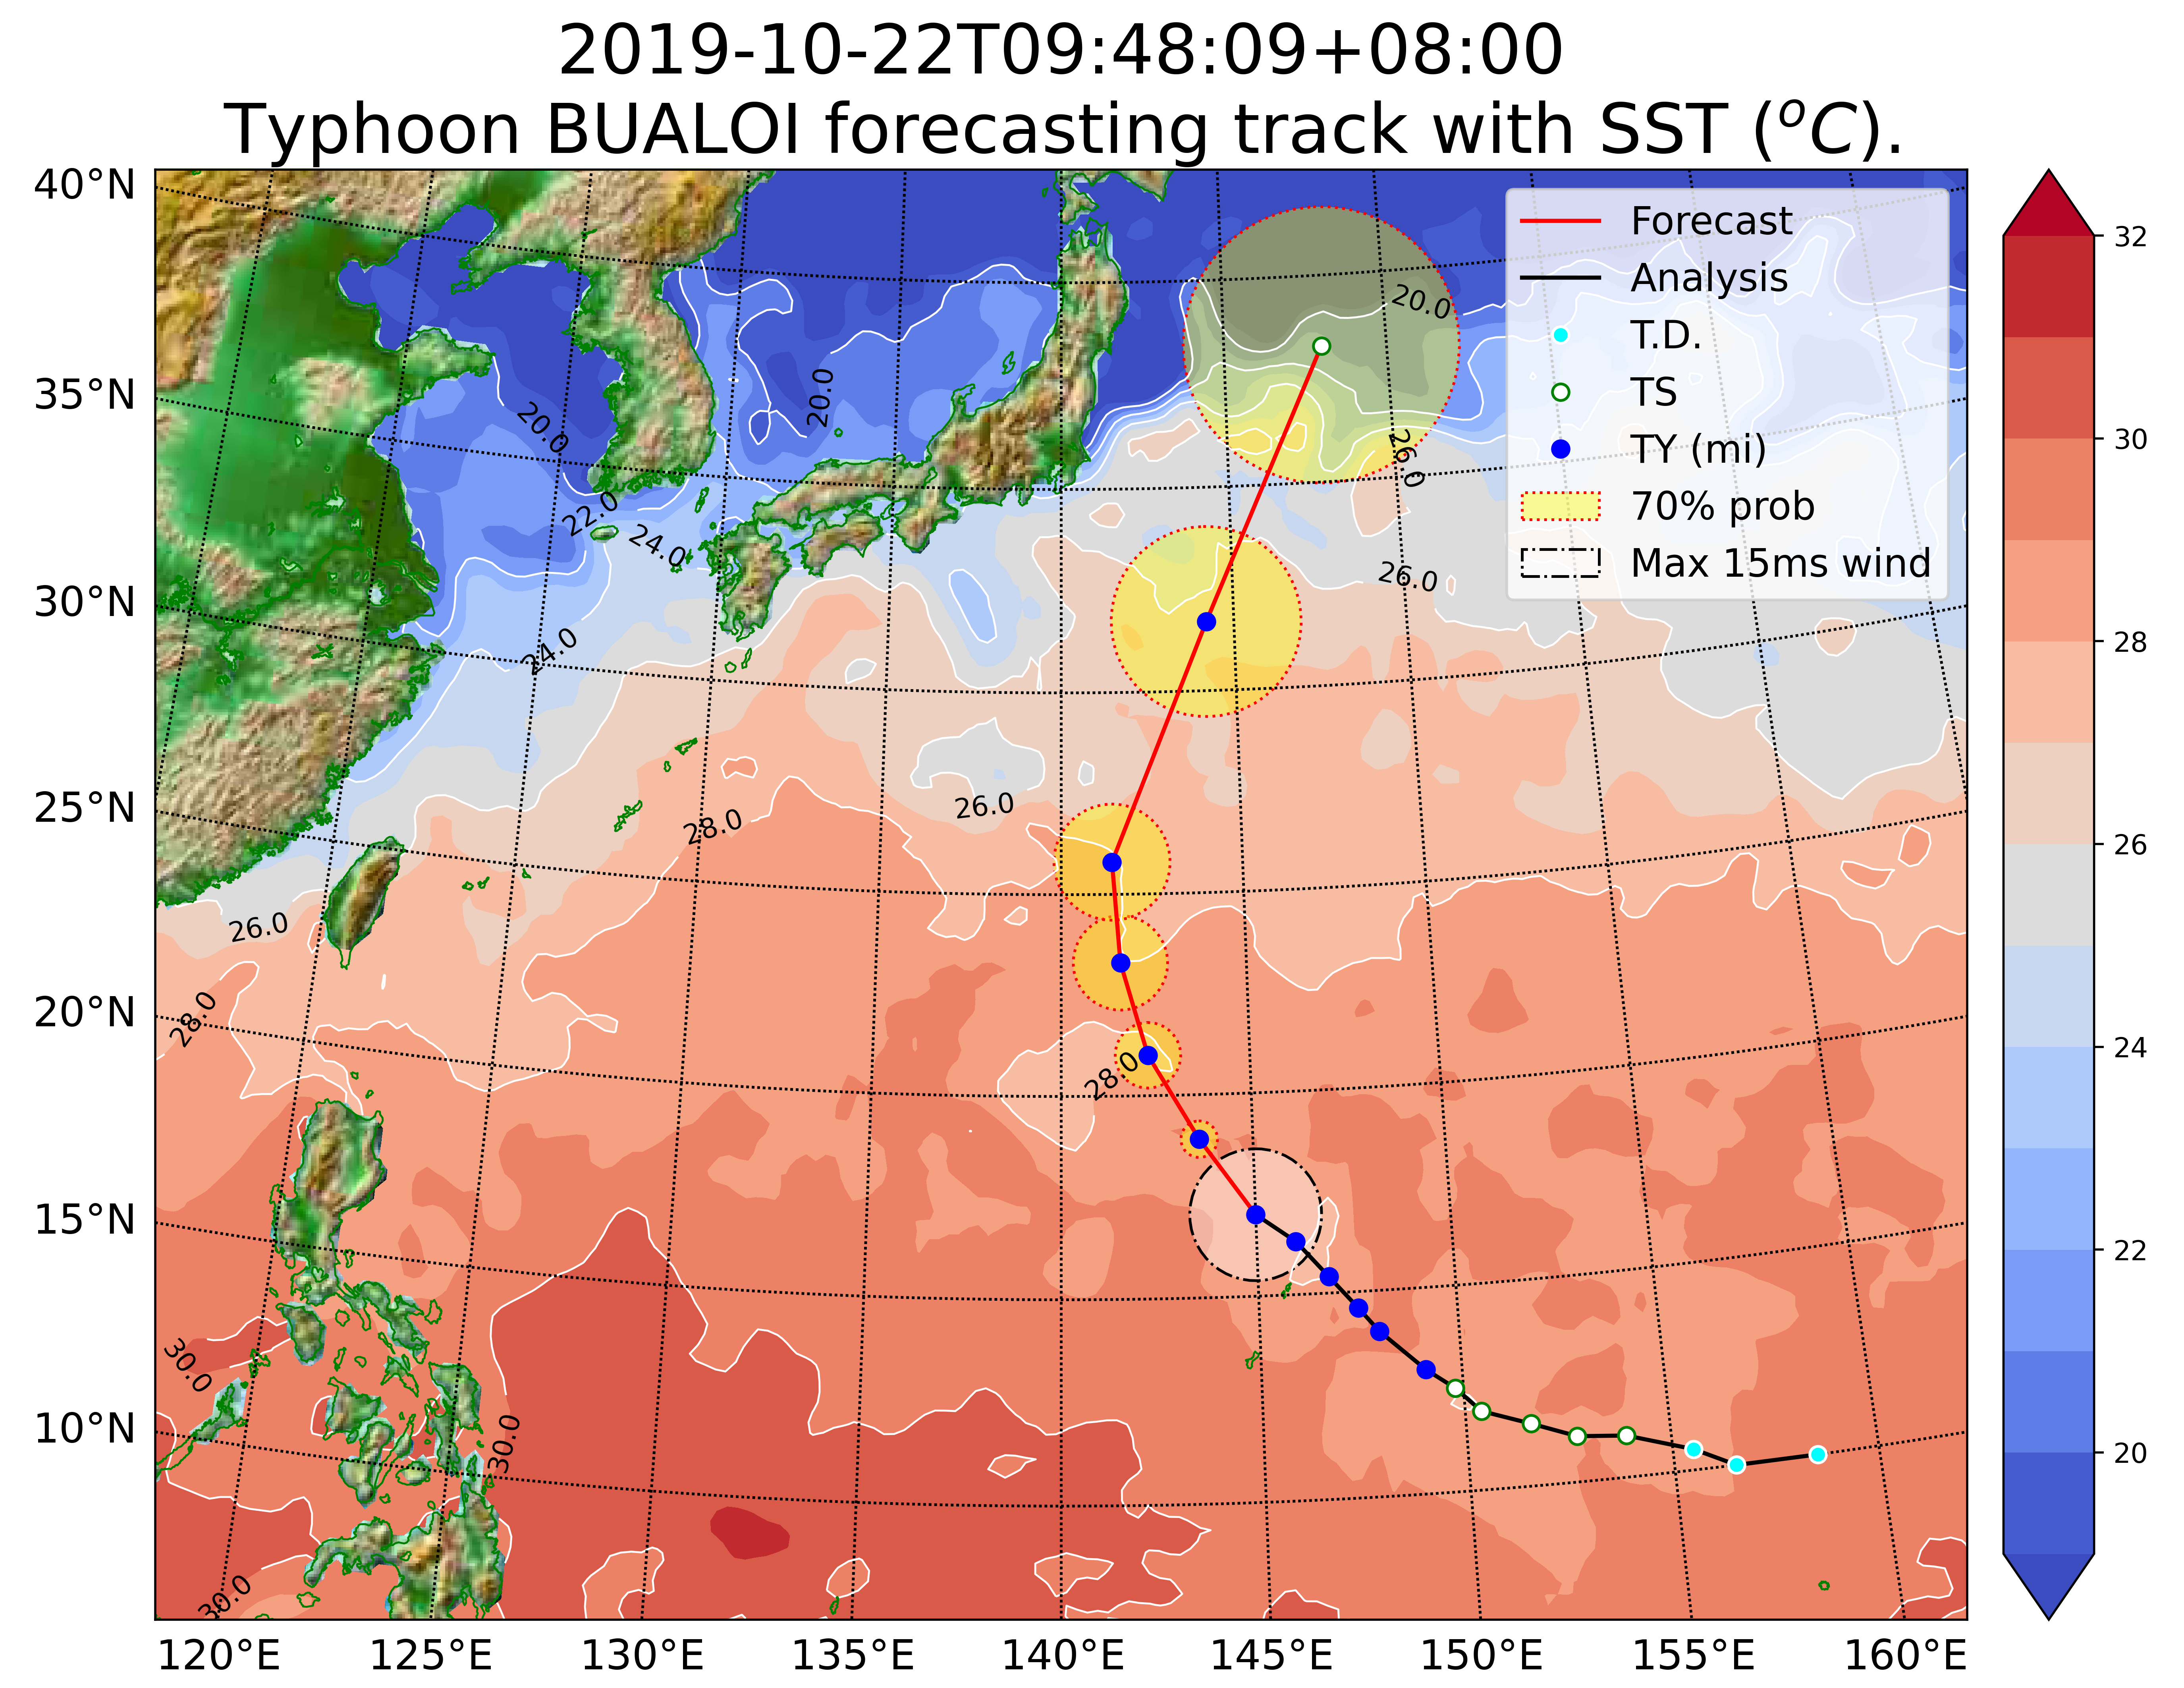 2019-10-22T09:48:09+08:00
Typhoon BUALOI forecasting track with SST (°C).
Forecast
Analysis
T.D.
TS
TY (mi)
70% prob
Max 15ms wind
40°N
35°N
30°N
25°N
20°N
15°N
10°N
120°E
125°E
130°E
135°E
140°E
145°E
150°E
155°E
160°E
32
30
28
26
24
22
20
20.0
20.0
20.0
26.0
22.0
24.0
26.0
24.0
26.0
28.0
26.0
28.0
28.0
30.0
30.0
30.0